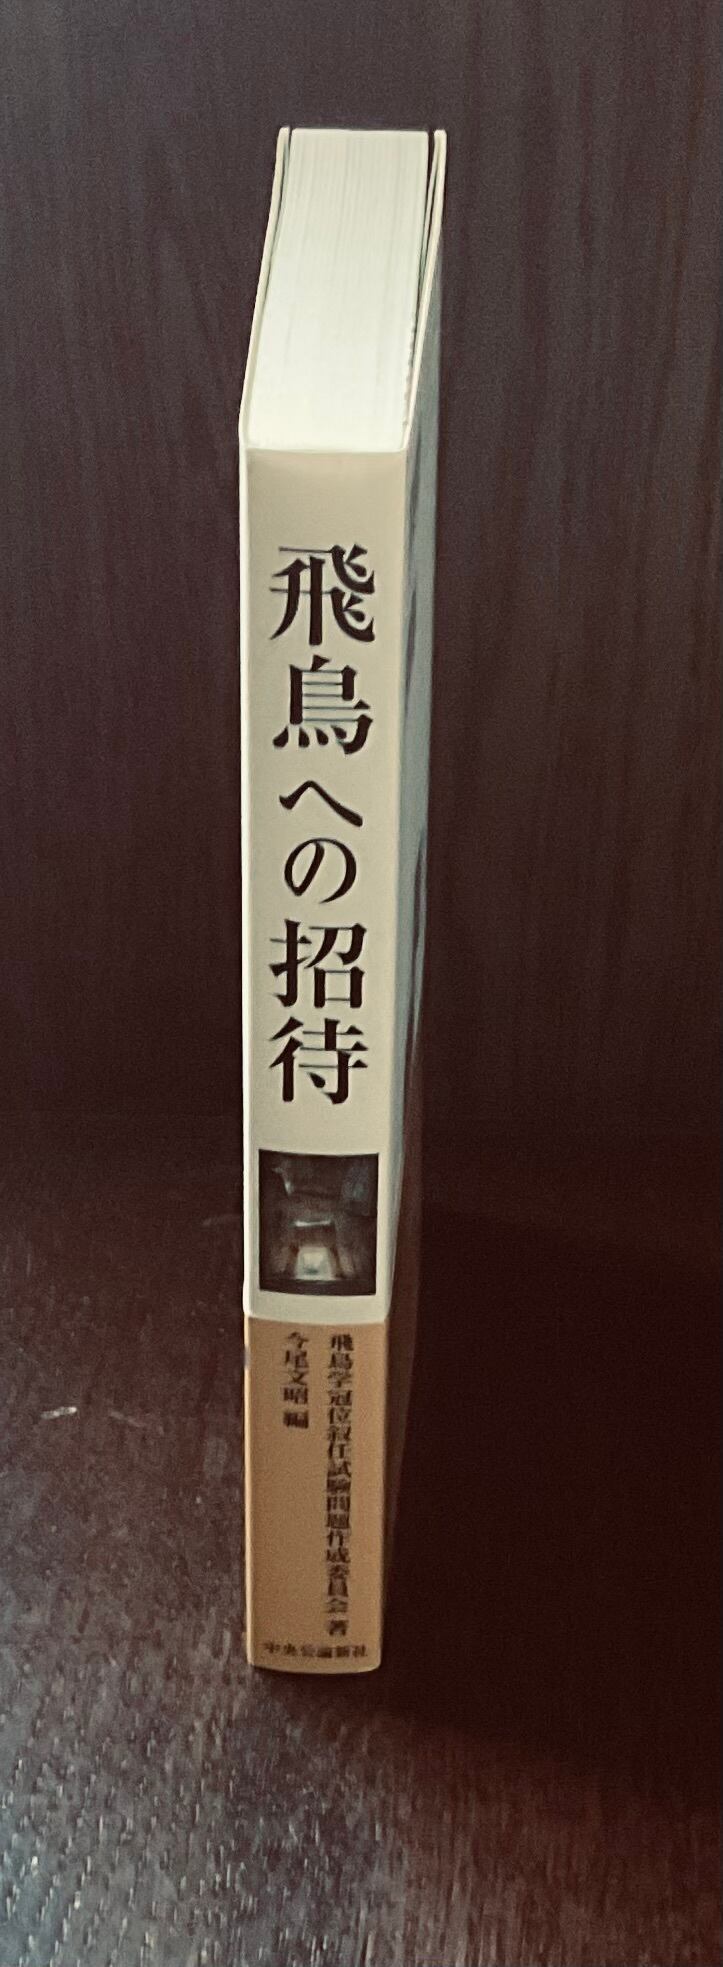 飛鳥への招待
飛鳥学冠位叙任試験問題作成委員会 著
今尾文昭 編
中央公論新社